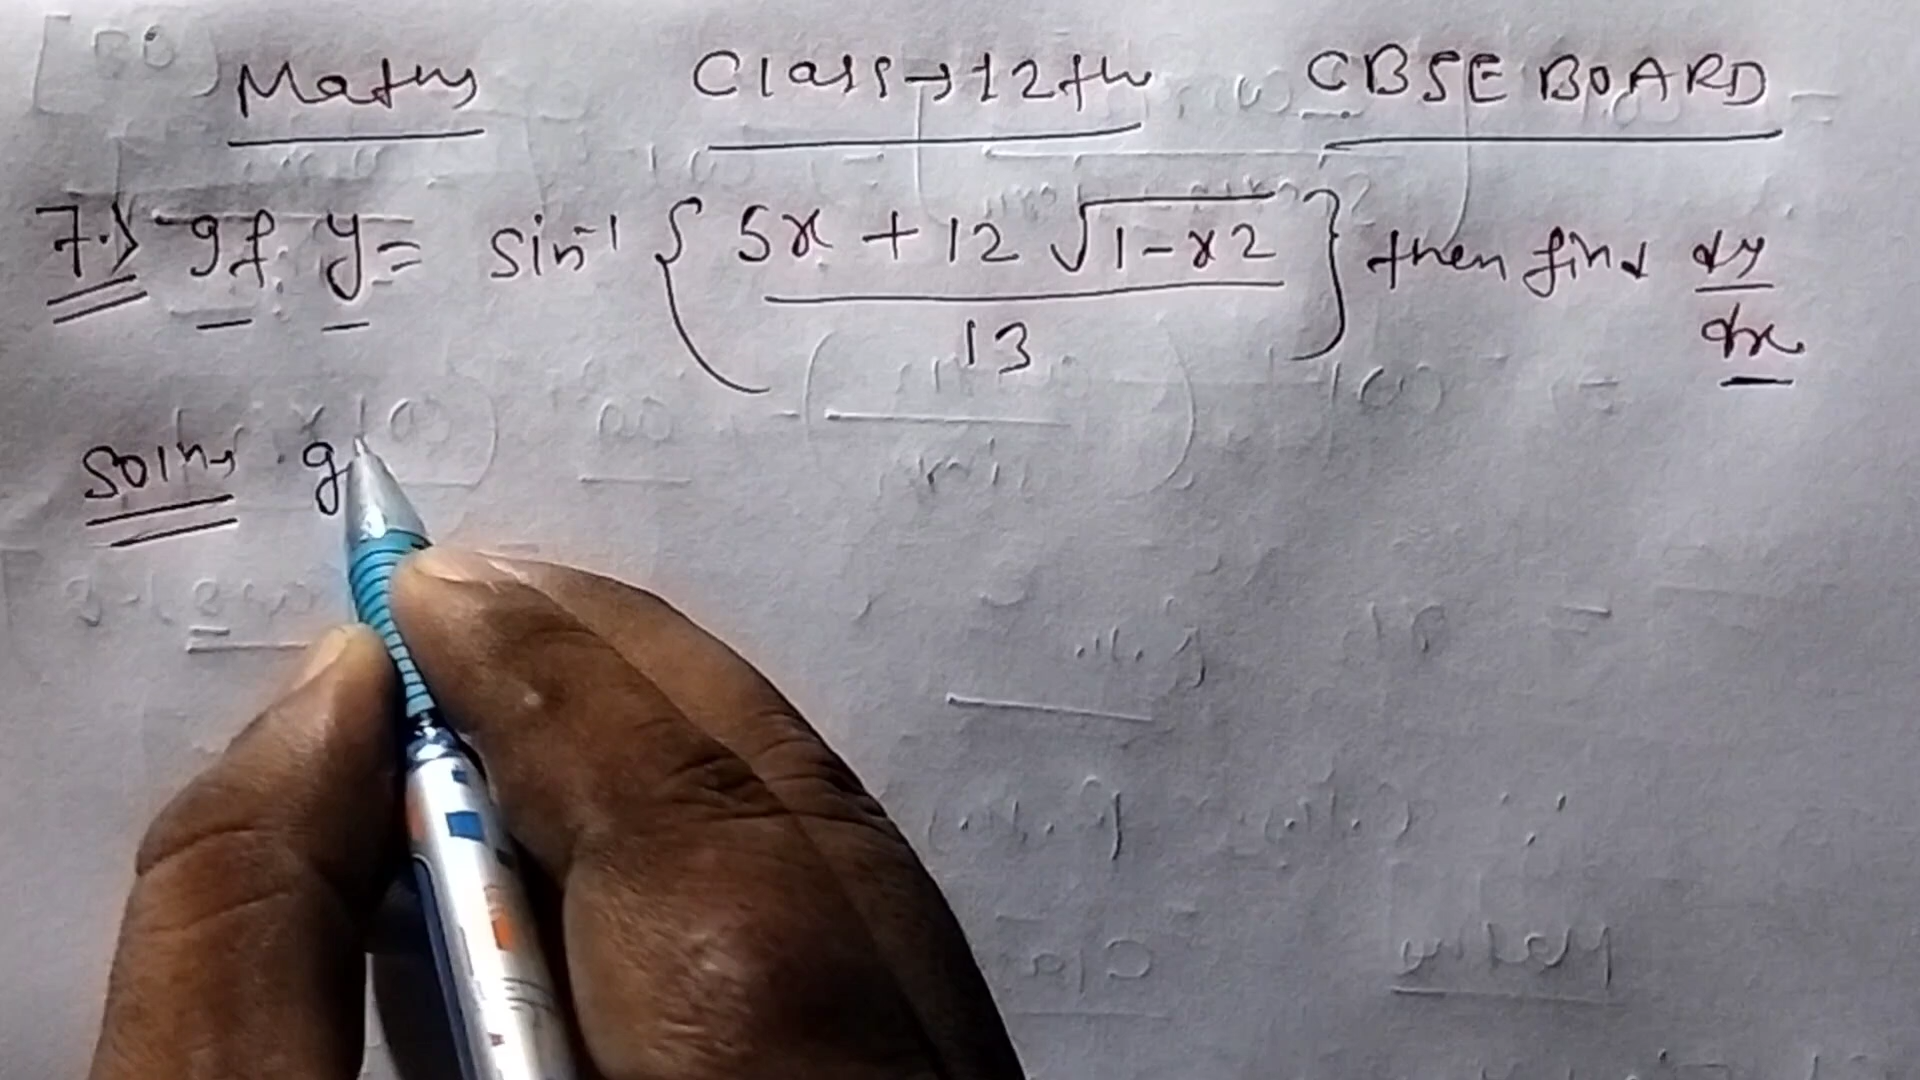 Maths Class→12th CBSE BOARD
7.) If y = sin⁻¹ { 5x + 12 √1-x2 / 13 } then find dy/dx
Soln→ g